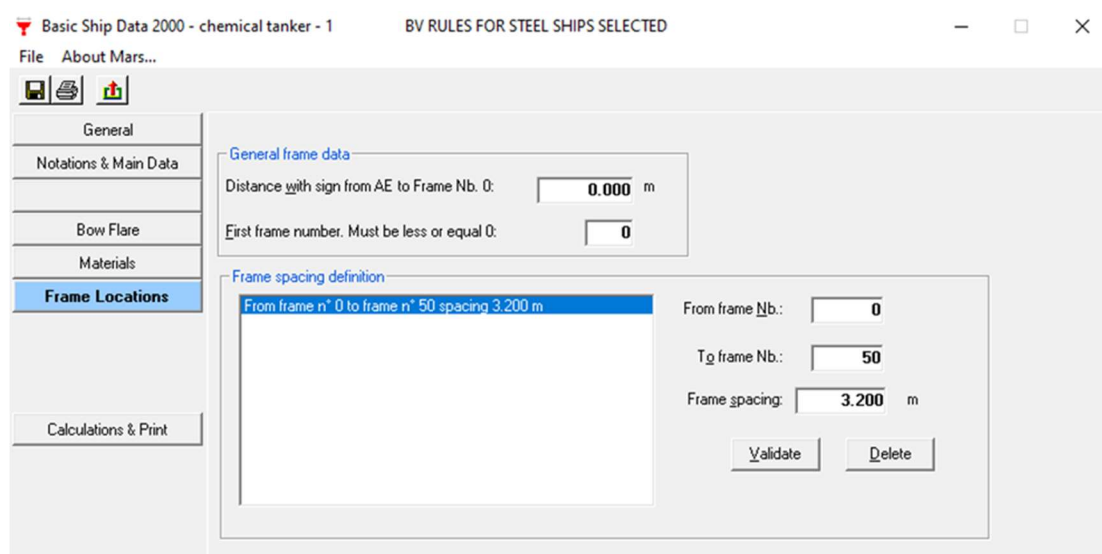 Basic Ship Data 2000 - chemical tanker - 1 BV RULES FOR STEEL SHIPS SELECTED
File About Mars...
General
Notations & Main Data
Bow Flare
Materials
Frame Locations
Calculations & Print
General frame data
Distance with sign from AE to Frame Nb. 0: 0.000 m
First frame number. Must be less or equal 0: 0
Frame spacing definition
From frame n° 0 to frame n° 50 spacing 3.200 m
From frame Nb.: 0
To frame Nb.: 50
Frame spacing: 3.200 m
Validate Delete